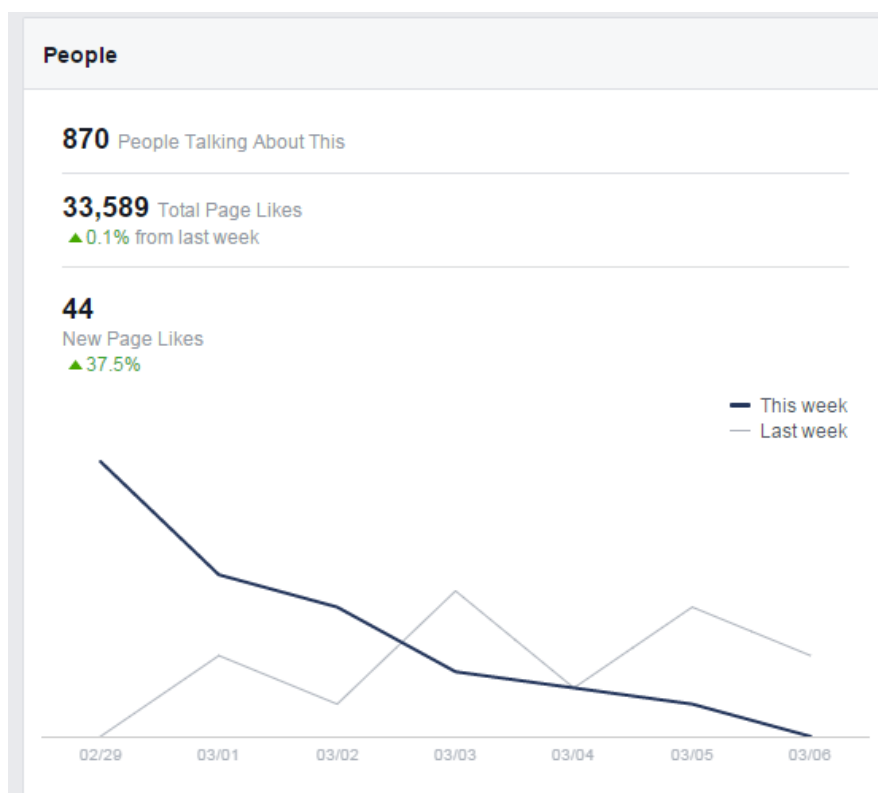 People
870 People Talking About This
33,589 Total Page Likes
▲0.1% from last week
44
New Page Likes
▲37.5%
This week
Last week
02/29 03/01 03/02 03/03 03/04 03/05 03/06